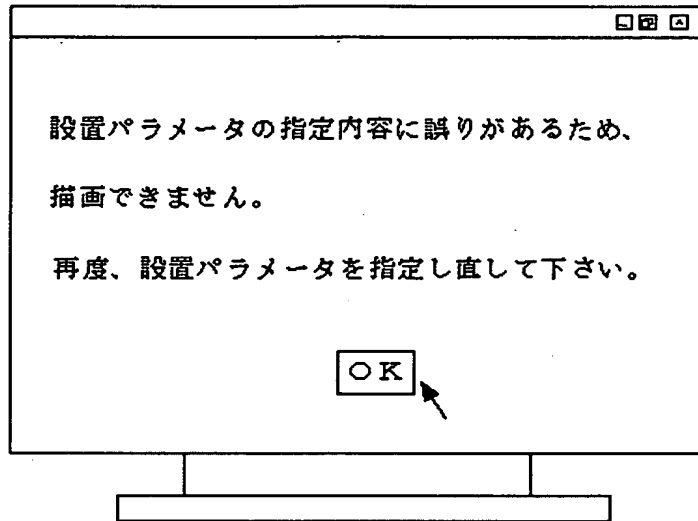 設置パラメータの指定内容に誤りがあるため、
描画できません。
再度、設置パラメータを指定し直して下さい。
OK